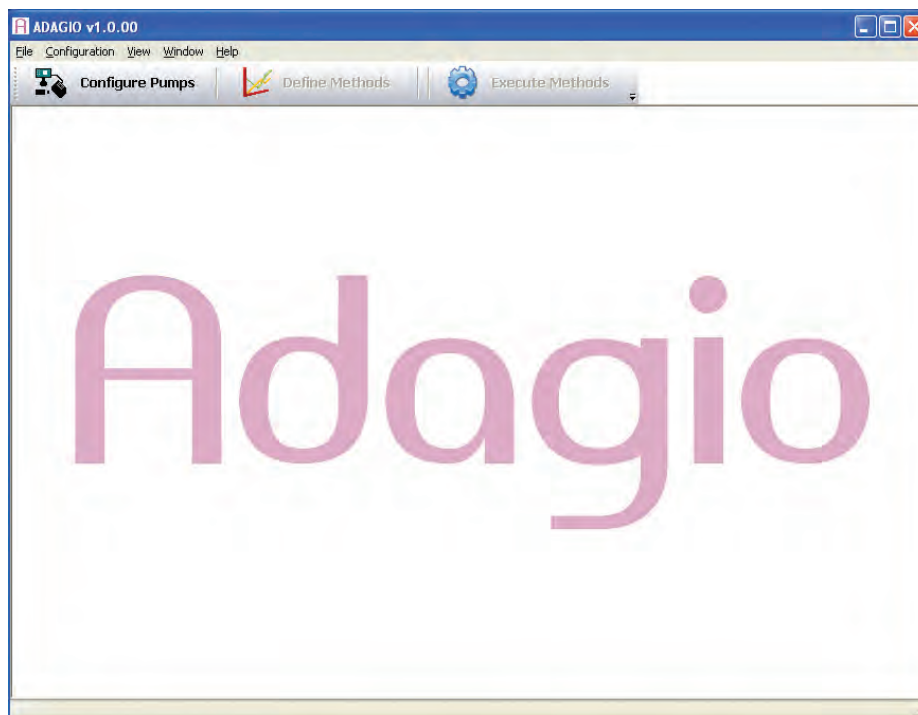 ADAGIO v1.0.00
File Configuration View Window Help
Configure Pumps Define Methods Execute Methods
Adagio